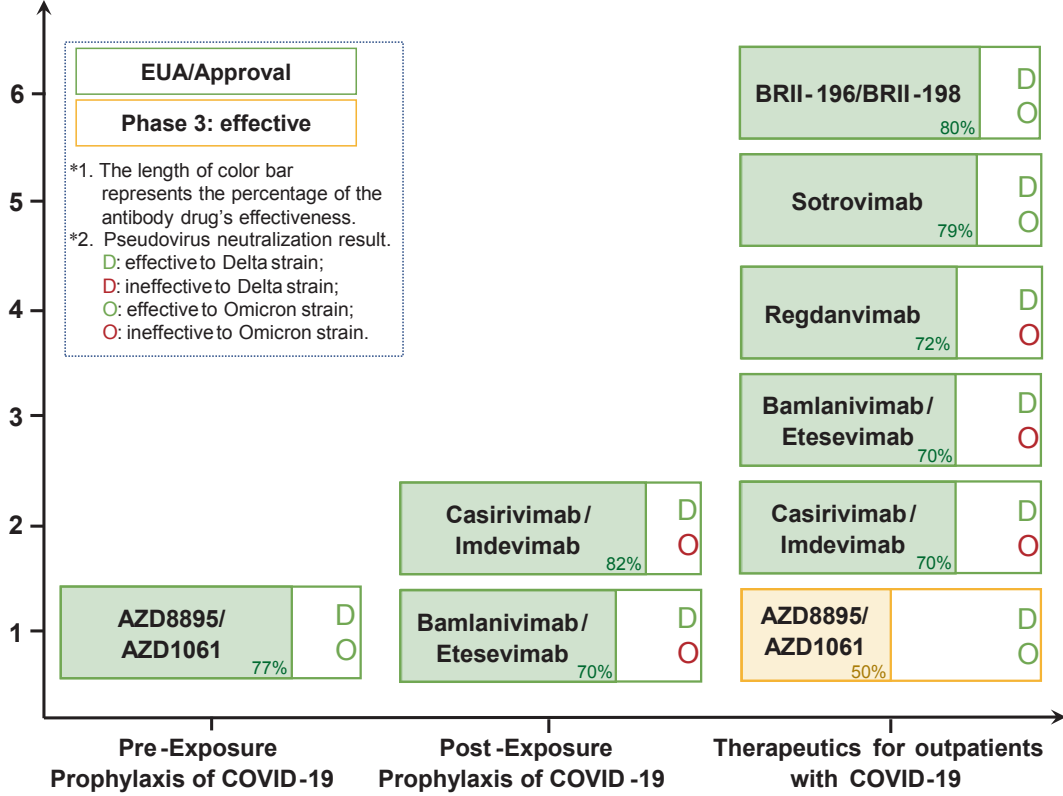 EUA/Approval
Phase 3: effective
*1. The length of color bar
represents the percentage of the
antibody drug's effectiveness.
*2. Pseudovirus neutralization result.
D: effective to Delta strain;
D: ineffective to Delta strain;
O: effective to Omicron strain;
O: ineffective to Omicron strain.
6
5
4
3
2
1
AZD8895/
AZD1061
77%
D
O
Casirivimab/
Imdevimab
82%
D
O
Bamlanivimab/
Etesevimab
70%
D
O
BRII-196/BRII-198
80%
D
O
Sotrovimab
79%
D
O
Regdanvimab
72%
D
O
Bamlanivimab/
Etesevimab
70%
D
O
Casirivimab/
Imdevimab
70%
D
O
AZD8895/
AZD1061
50%
D
O
Pre-Exposure
Prophylaxis of COVID-19
Post-Exposure
Prophylaxis of COVID-19
Therapeutics for outpatients
with COVID-19